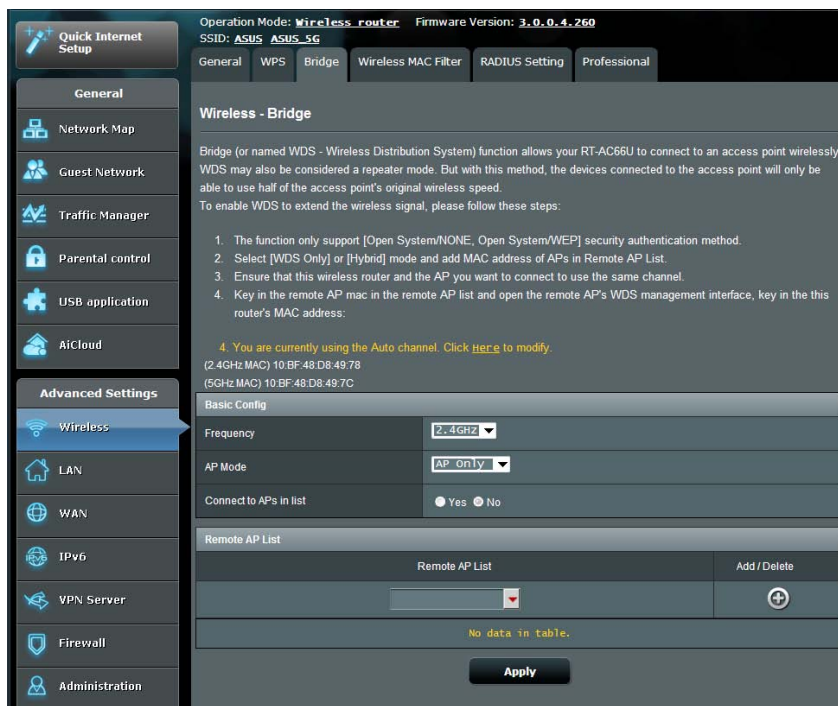 Operation Mode: Wireless router Firmware Version: 3.0.0.4.260
SSID: ASUS ASUS_5G
Quick Internet
Setup
General WPS Bridge Wireless MAC Filter RADIUS Setting Professional
General
Network Map
Guest Network
Traffic Manager
Parental control
USB application
AiCloud
Advanced Settings
Wireless
LAN
WAN
IPv6
VPN Server
Firewall
Administration
Wireless - Bridge
Bridge (or named WDS - Wireless Distribution System) function allows your RT-AC66U to connect to an access point wirelessly
WDS may also be considered a repeater mode. But with this method, the devices connected to the access point will only be
able to use half of the access point's original wireless speed.
To enable WDS to extend the wireless signal, please follow these steps:
1. The function only support [Open System/NONE, Open System/WEP] security authentication method.
2. Select [WDS Only] or [Hybrid] mode and add MAC address of APs in Remote AP List.
3. Ensure that this wireless router and the AP you want to connect to use the same channel.
4. Key in the remote AP mac in the remote AP list and open the remote AP's WDS management interface, key in the this
router's MAC address:
4. You are currently using the Auto channel. Click Here to modify.
(2.4GHz MAC) 10:BF:48:D8:49:78
(5GHz MAC) 10:BF:48:D8:49:7C
Basic Config
Frequency 2.4GHz
AP Mode AP Only
Connect to APs in list Yes No
Remote AP List
Remote AP List Add / Delete
No data in table.
Apply